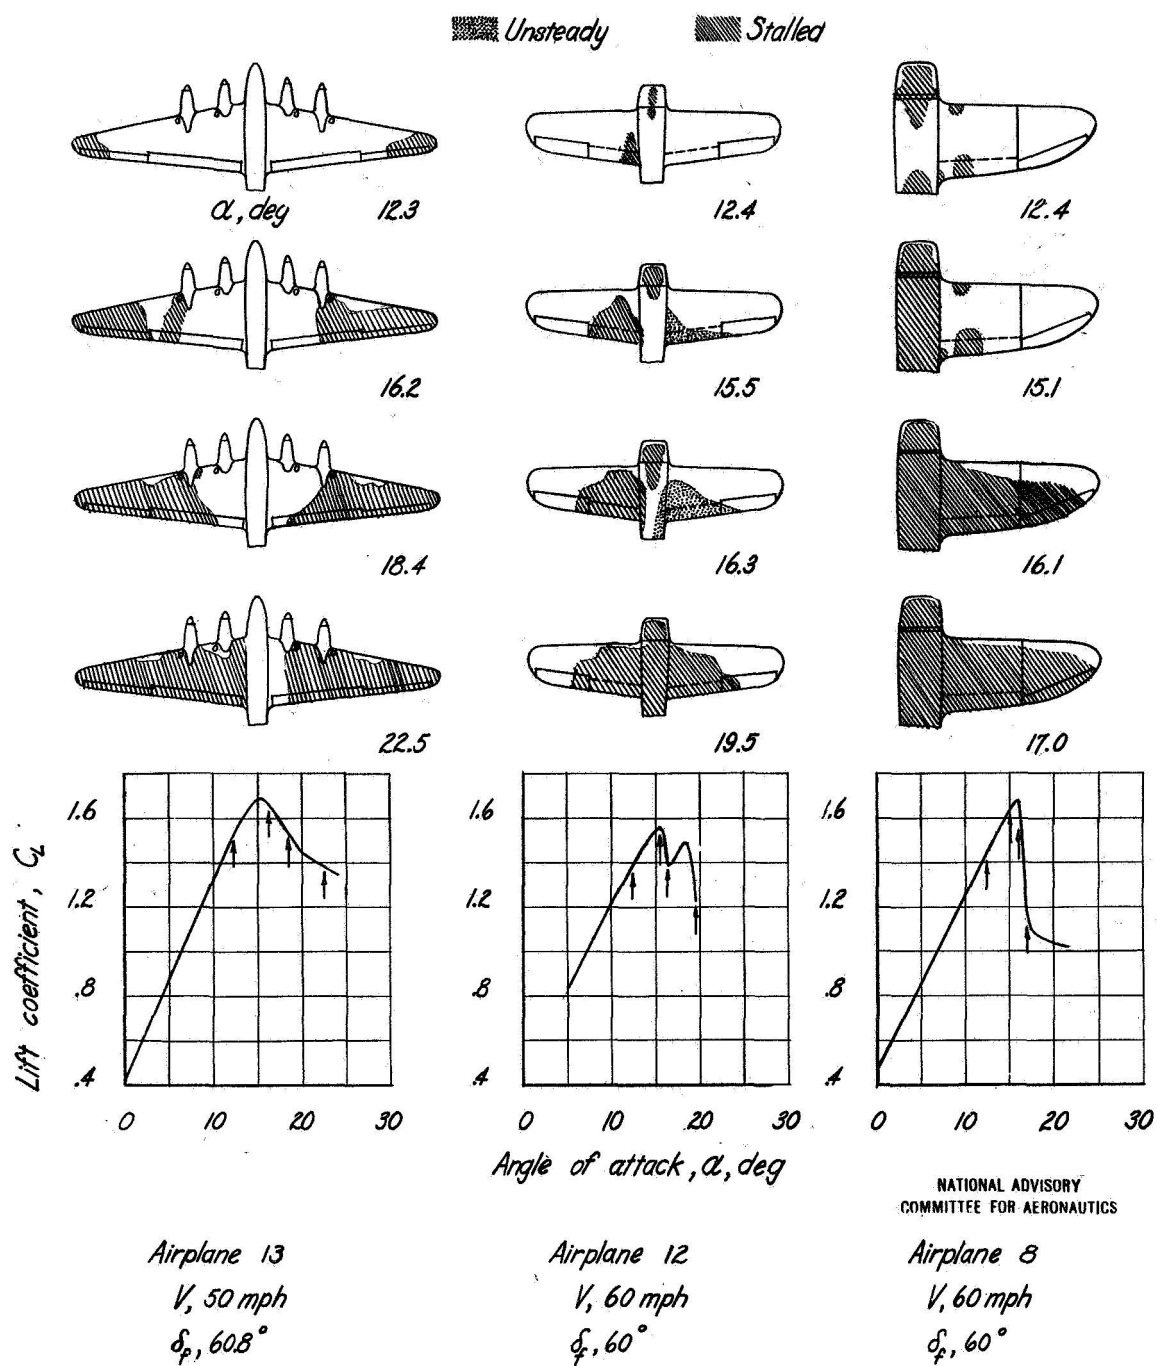 Unsteady Stalled
α, deg 12.3 12.4 12.4
16.2 15.5 15.1
18.4 16.3 16.1
22.5 19.5 17.0
Lift coefficient, C_L
1.6 1.6 1.6
1.2 1.2 1.2
.8 .8 .8
.4 .4 .4
0 10 20 30 0 10 20 30 0 10 20 30
Angle of attack, α, deg
NATIONAL ADVISORY
COMMITTEE FOR AERONAUTICS
Airplane 13 Airplane 12 Airplane 8
V, 50 mph V, 60 mph V, 60 mph
δ_f, 60.8° δ_f, 60° δ_f, 60°